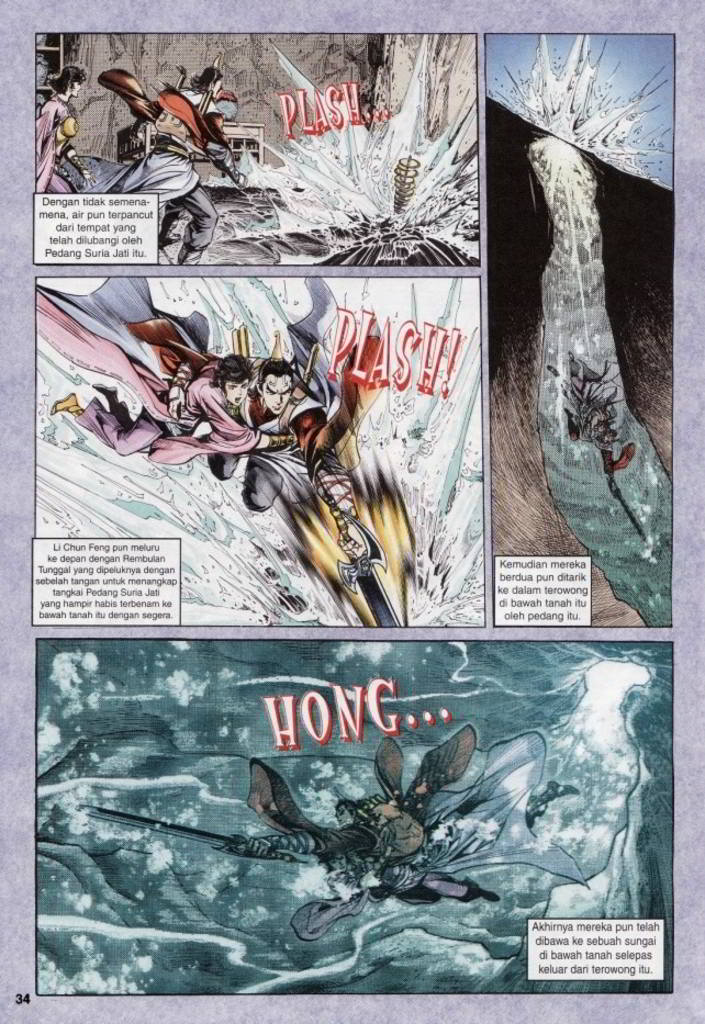 PLASH...
Dengan tidak semena-
mena, air pun terpancut
dari tempat yang
telah dilubangi oleh
Pedang Suria Jati itu.
PLASH!
Li Chun Feng pun meluru
ke depan dengan Rembulan
Tunggal yang dipeluknya dengan
sebelah tangan untuk menangkap
tangkai Pedang Suria Jati
yang hampir habis terbenam ke
bawah tanah itu dengan segera.
Kemudian mereka
berdua pun ditarik
ke dalam terowong
di bawah tanah itu
oleh pedang itu.
HONG...
Akhirnya mereka pun telah
dibawa ke sebuah sungai
di bawah tanah selepas
keluar dari terowong itu.
34